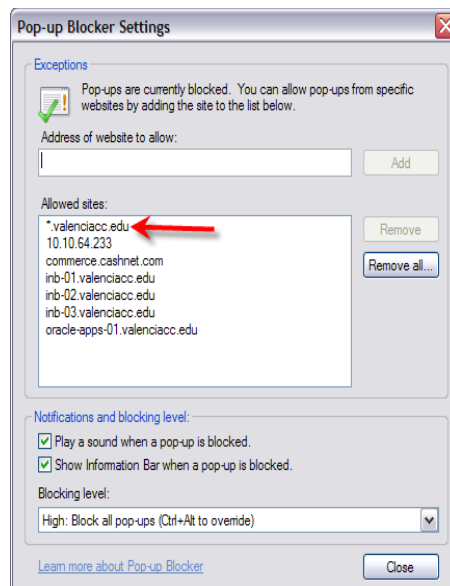 Pop-up Blocker Settings
Exceptions
Pop-ups are currently blocked. You can allow pop-ups from specific
websites by adding the site to the list below.
Address of website to allow:
Add
Allowed sites:
*.valenciacc.edu
10.10.64.233
commerce.cashnet.com
inb-01.valenciacc.edu
inb-02.valenciacc.edu
inb-03.valenciacc.edu
oracle-apps-01.valenciacc.edu
Remove
Remove all...
Notifications and blocking level:
Play a sound when a pop-up is blocked.
Show Information Bar when a pop-up is blocked.
Blocking level:
High: Block all pop-ups (Ctrl+Alt to override)
Learn more about Pop-up Blocker
Close